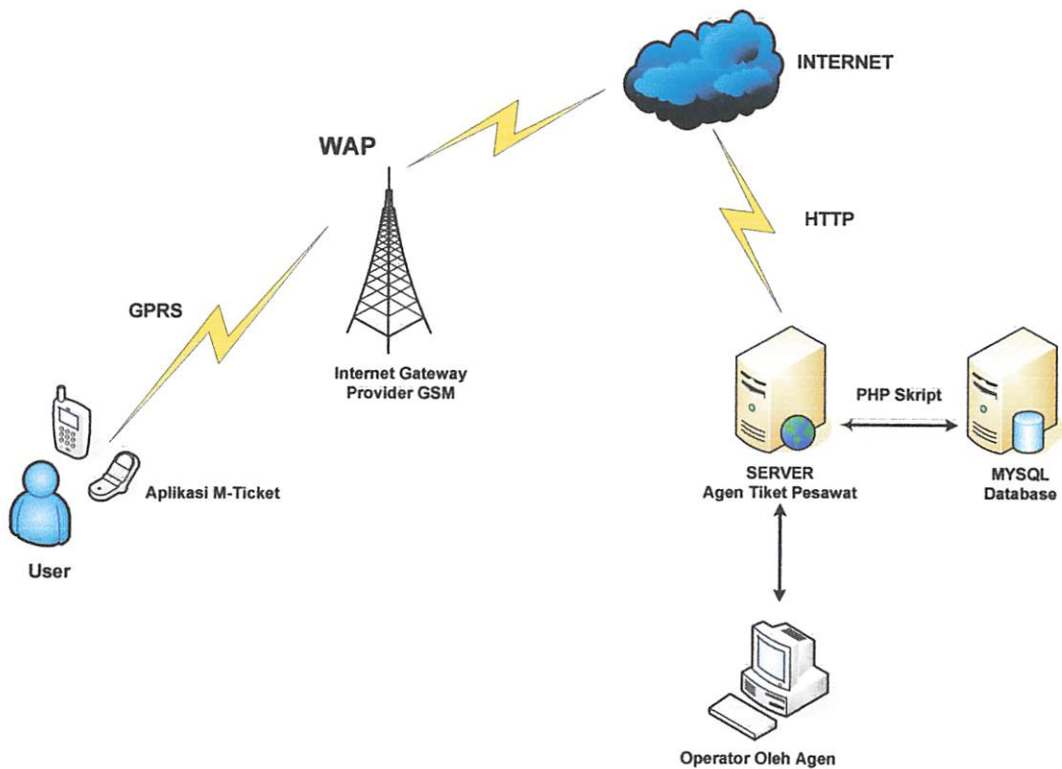 INTERNET
WAP
HTTP
GPRS
Internet Gateway
Provider GSM
PHP Skript
Aplikasi M-Ticket
SERVER
Agen Tiket Pesawat
MYSQL
Database
User
Operator Oleh Agen